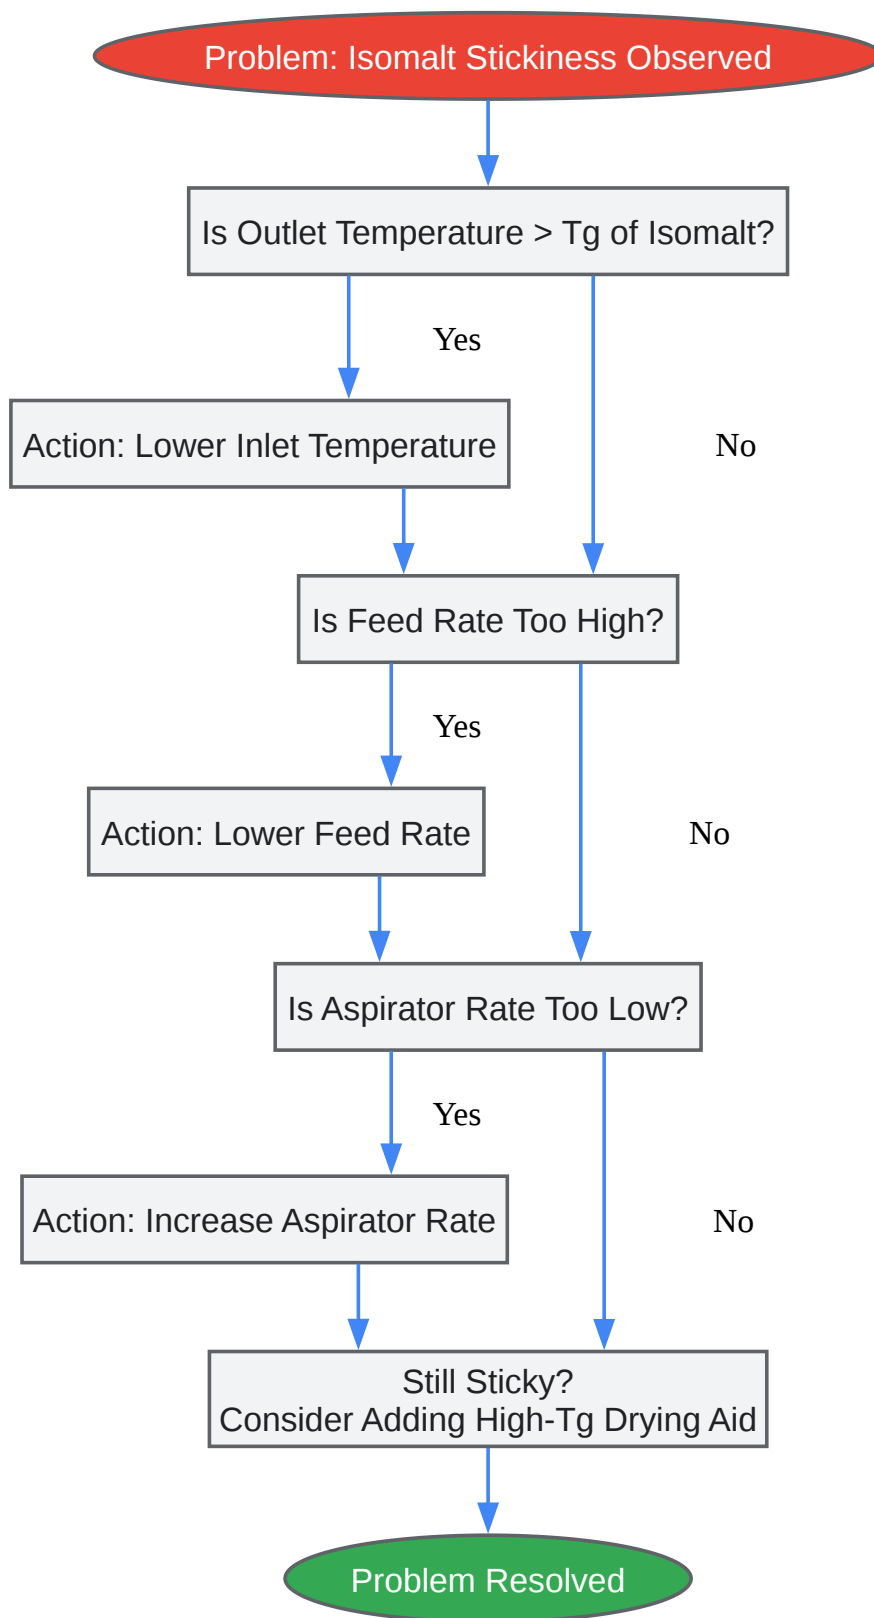 Problem: Isomalt Stickiness Observed
Is Outlet Temperature > Tg of Isomalt?
Yes
Action: Lower Inlet Temperature
No
Is Feed Rate Too High?
Yes
Action: Lower Feed Rate
No
Is Aspirator Rate Too Low?
Yes
Action: Increase Aspirator Rate
No
Still Sticky?
Consider Adding High-Tg Drying Aid
Problem Resolved